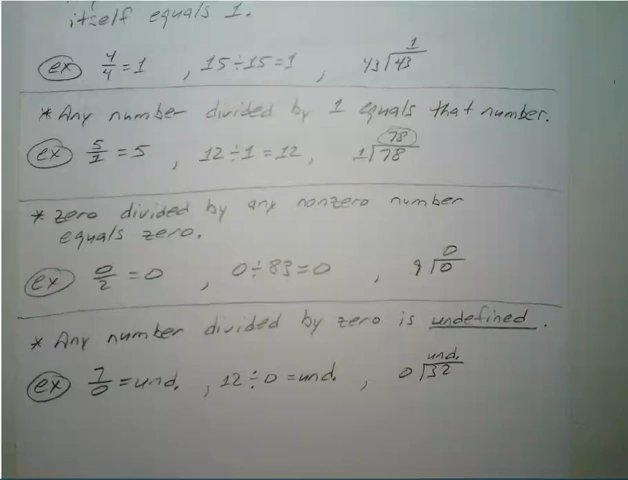 itself equals 1.
ex 4/4 = 1 , 15 ÷ 15 = 1 , 43⟌43 1
* Any number divided by 1 equals that number.
ex 5/1 = 5 , 12 ÷ 1 = 12 , 1⟌78 78
* Zero divided by any nonzero number
equals zero.
ex 0/2 = 0 , 0 ÷ 83 = 0 , 9⟌0 0
* Any number divided by zero is undefined.
ex 7/0 = und. , 12 ÷ 0 = und. , 0⟌32 und.